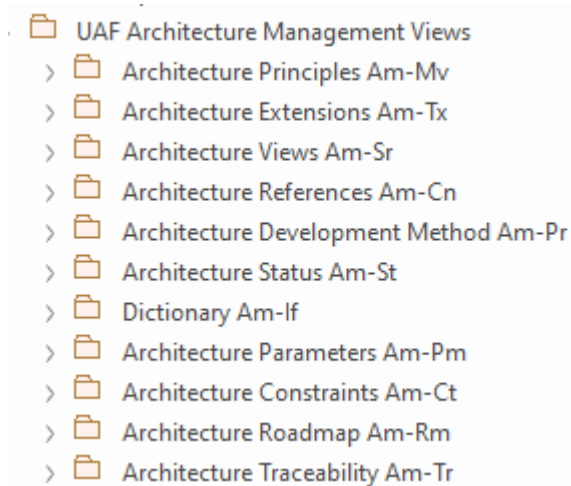 UAF Architecture Management Views
Architecture Principles Am-Mv
Architecture Extensions Am-Tx
Architecture Views Am-Sr
Architecture References Am-Cn
Architecture Development Method Am-Pr
Architecture Status Am-St
Dictionary Am-If
Architecture Parameters Am-Pm
Architecture Constraints Am-Ct
Architecture Roadmap Am-Rm
Architecture Traceability Am-Tr